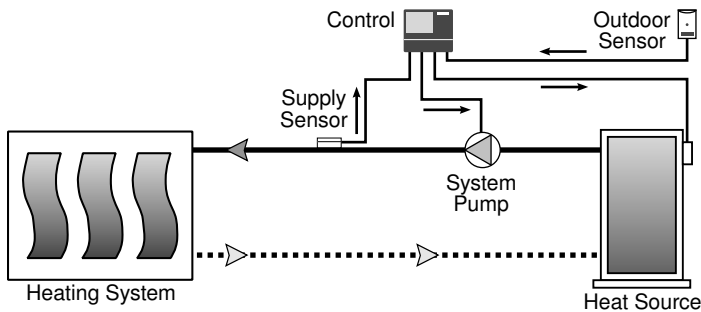 Control
Outdoor
Sensor
Supply
Sensor
System
Pump
Heating System
Heat Source